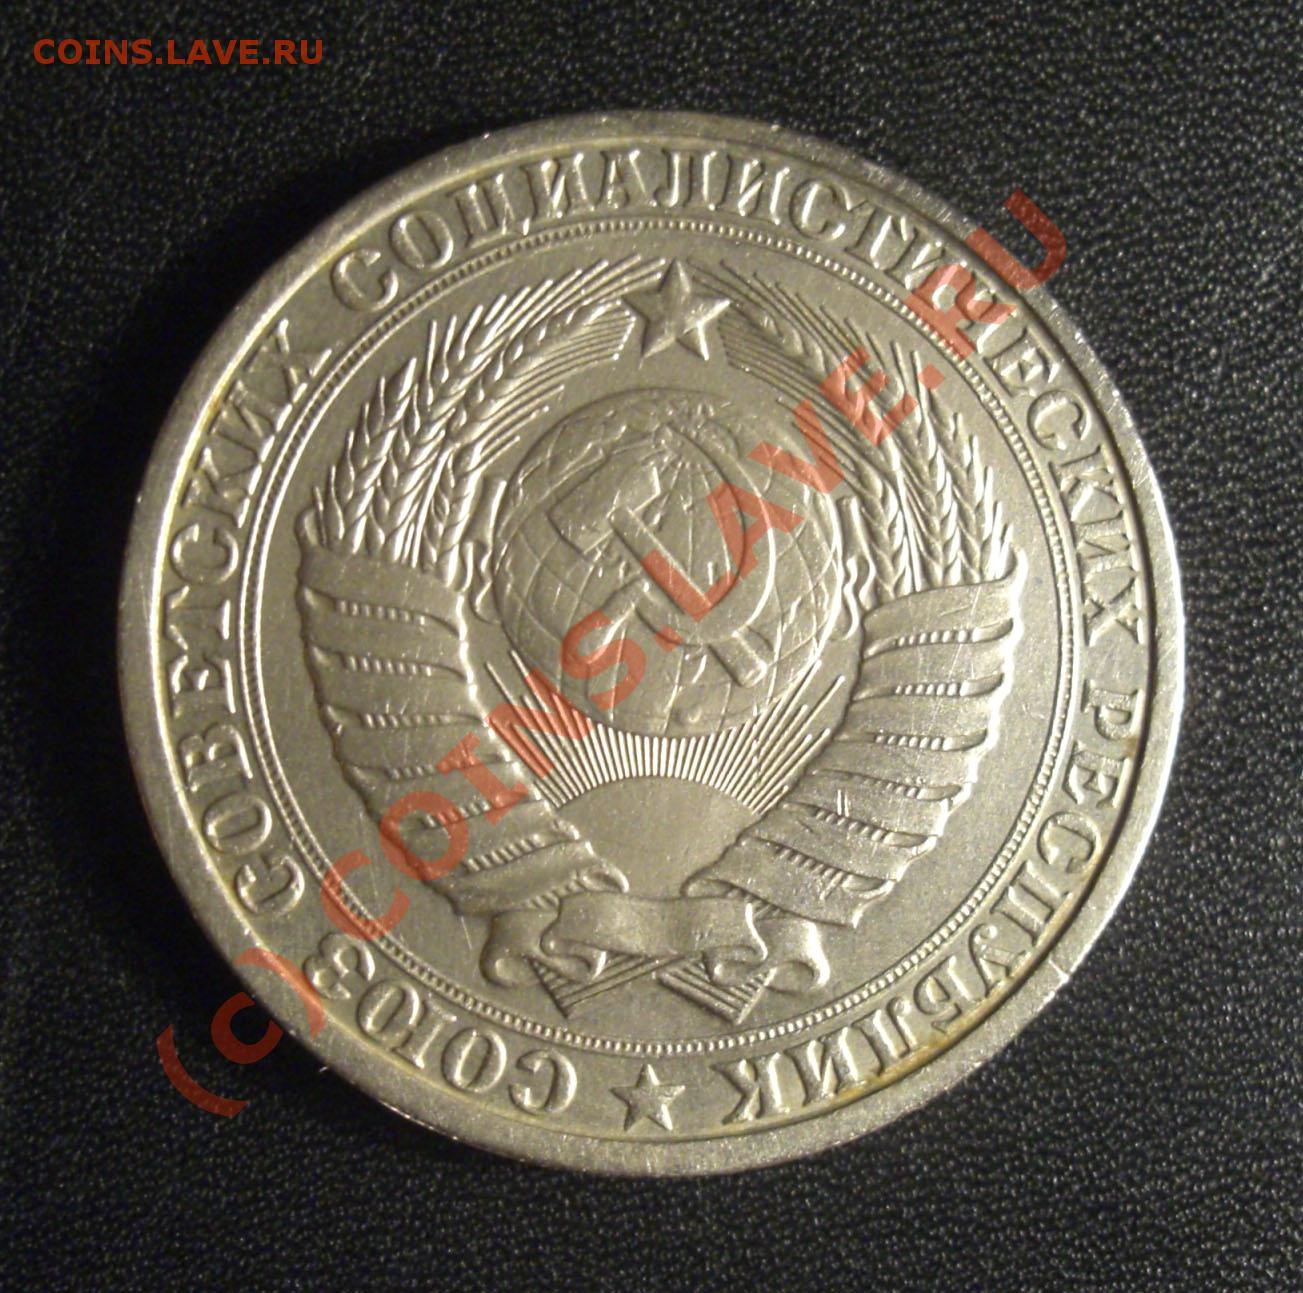 COINS.LAVE.RU
СОЮЗ СОВЕТСКИХ СОЦИАЛИСТИЧЕСКИХ РЕСПУБЛИК
(c) COINS.LAVE.RU